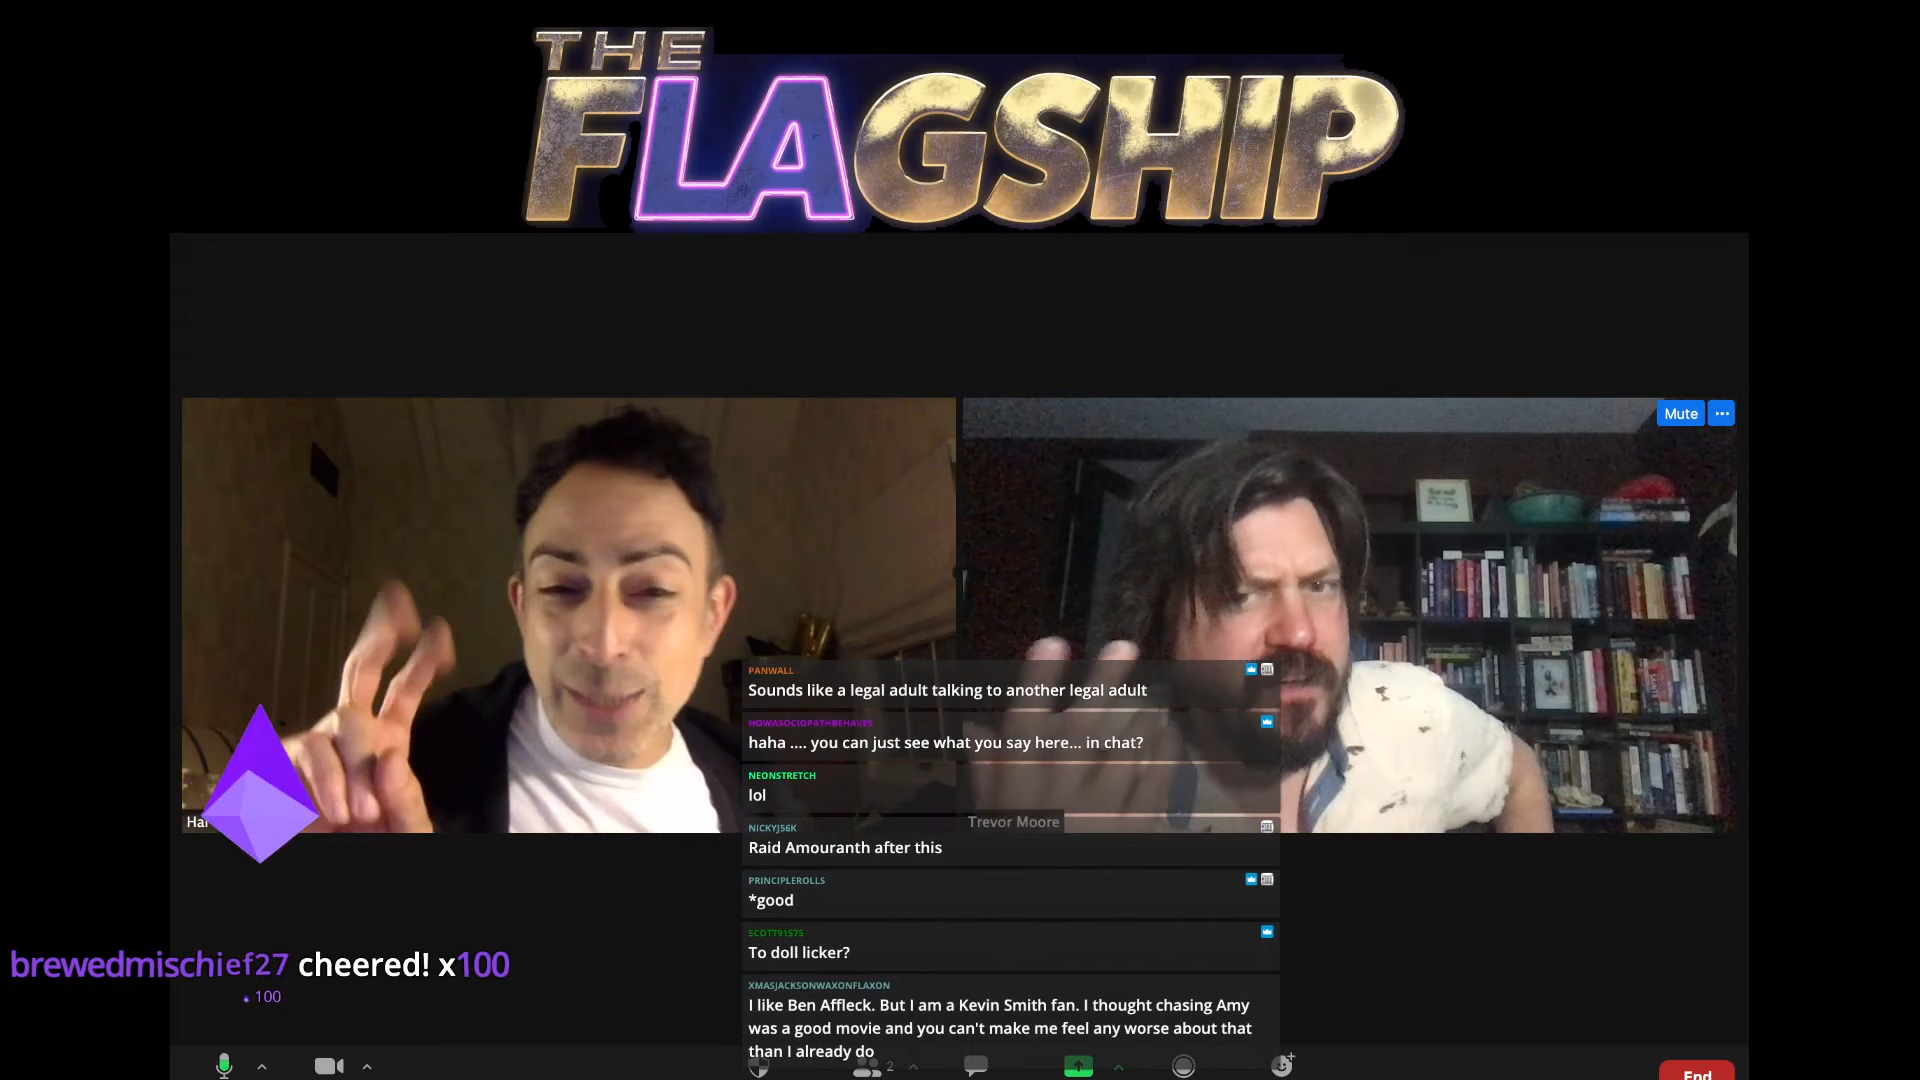 THE
FLAGSHIP
Mute
PANWALL
Sounds like a legal adult talking to another legal adult
HOWASOCIOPATHBEHAVES
haha .... you can just see what you say here... in chat?
NEONSTRETCH
lol
Har
Trevor Moore
NICKYJ56K
Raid Amouranth after this
PRINCIPLEROLLS
*good
SCOTT91575
To doll licker?
brewedmischief27 cheered! x100
100
XMASJACKSONWAXONFLAXON
I like Ben Affleck. But I am a Kevin Smith fan. I thought chasing Amy
was a good movie and you can't make me feel any worse about that
than I already do
2
End